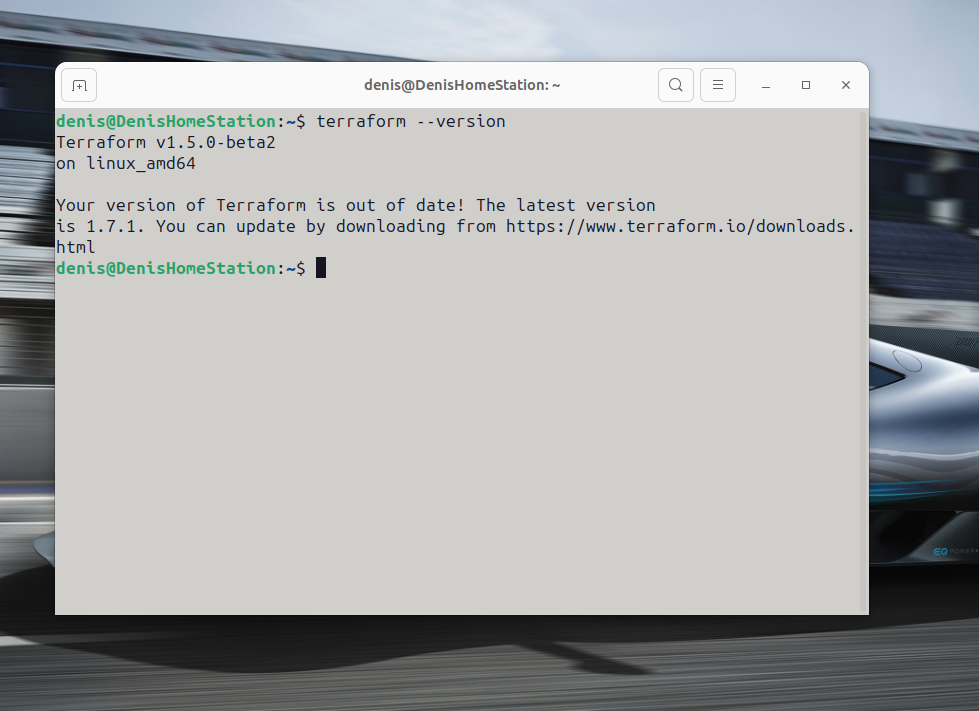 denis@DenisHomeStation: ~
denis@DenisHomeStation:~$ terraform --version
Terraform v1.5.0-beta2
on linux_amd64
Your version of Terraform is out of date! The latest version
is 1.7.1. You can update by downloading from https://www.terraform.io/downloads.
html
denis@DenisHomeStation:~$
EQ POWER+